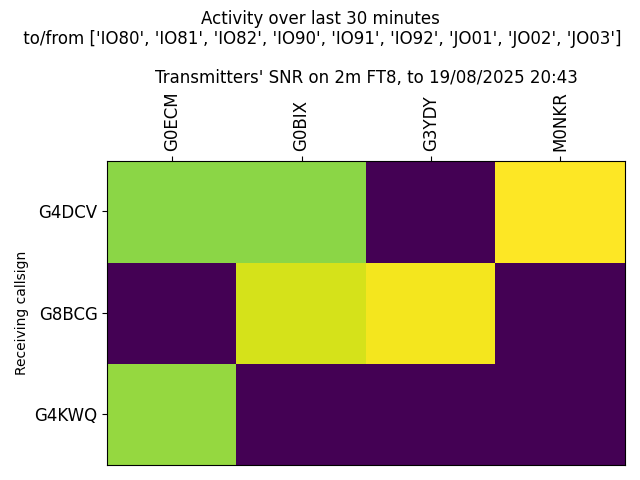 Activity over last 30 minutes
to/from ['IO80', 'IO81', 'IO82', 'IO90', 'IO91', 'IO92', 'JO01', 'JO02', 'JO03']
Transmitters' SNR on 2m FT8, to 19/08/2025 20:43
G0ECM
G0BIX
G3YDY
M0NKR
Receiving callsign
G4DCV
G8BCG
G4KWQ